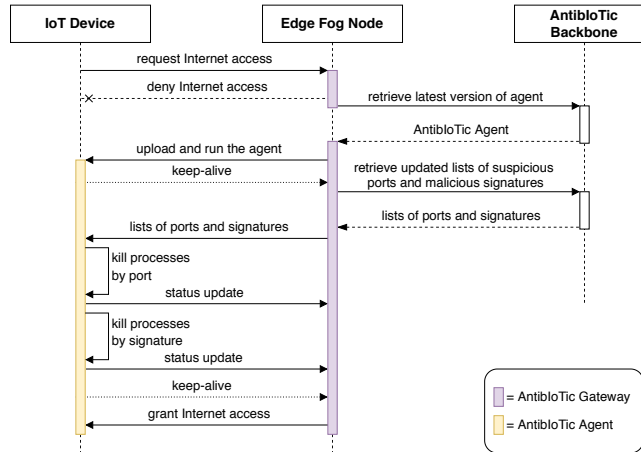 IoT Device
Edge Fog Node
AntibIoTic
Backbone
request Internet access
deny Internet access
retrieve latest version of agent
AntibIoTic Agent
upload and run the agent
keep-alive
retrieve updated lists of suspicious
ports and malicious signatures
lists of ports and signatures
lists of ports and signatures
kill processes
by port
status update
kill processes
by signature
status update
keep-alive
grant Internet access
= AntibIoTic Gateway
= AntibIoTic Agent